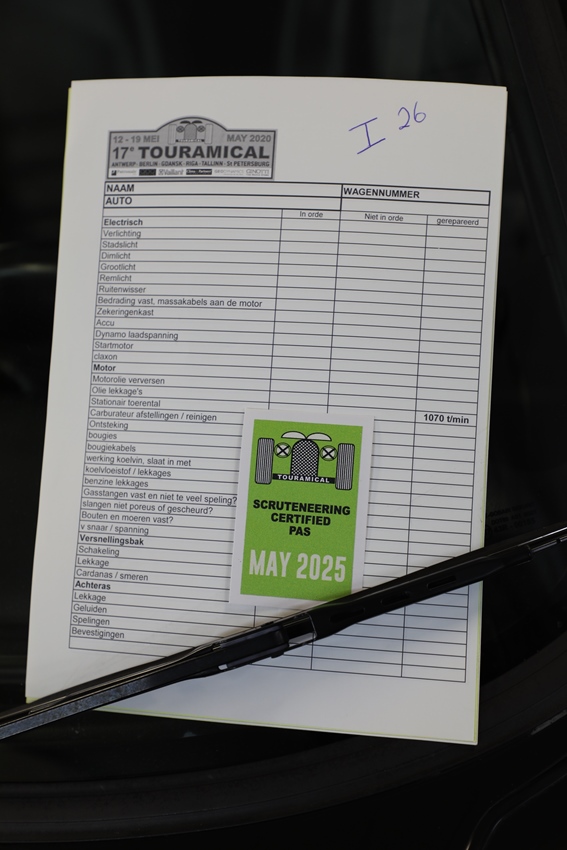 I 26
12 - 19 MEI MAY 2020
17e TOURAMICAL
ANTWERP - BERLIN - GDANSK - RIGA - TALLINN - St PETERSBURG
Vaillant
NAAM WAGENNUMMER
AUTO
In orde Niet in orde gerepareerd
Electrisch
Verlichting
Stadslicht
Dimlicht
Grootlicht
Remlicht
Ruitenwisser
Bedrading vast, massakabels aan de motor
Zekeringenkast
Accu
Dynamo laadspanning
Startmotor
claxon
Motor
Motorolie verversen
Olie lekkage's
Stationair toerental 1070 t/min
Carburateur afstellingen / reinigen
Ontsteking
bougies
bougiekabels
werking koelvin, slaat in met
koelvloeistof / lekkages
benzine lekkages
Gasstangen vast en niet te veel speling?
slangen niet poreus of gescheurd?
Bouten en moeren vast?
v snaar / spanning
Versnellingsbak
Schakeling
Lekkage
Cardanas / smeren
Achteras
Lekkage
Geluiden
Spelingen
Bevestigingen
TOURAMICAL
SCRUTENEERING
CERTIFIED
PAS
MAY 2025